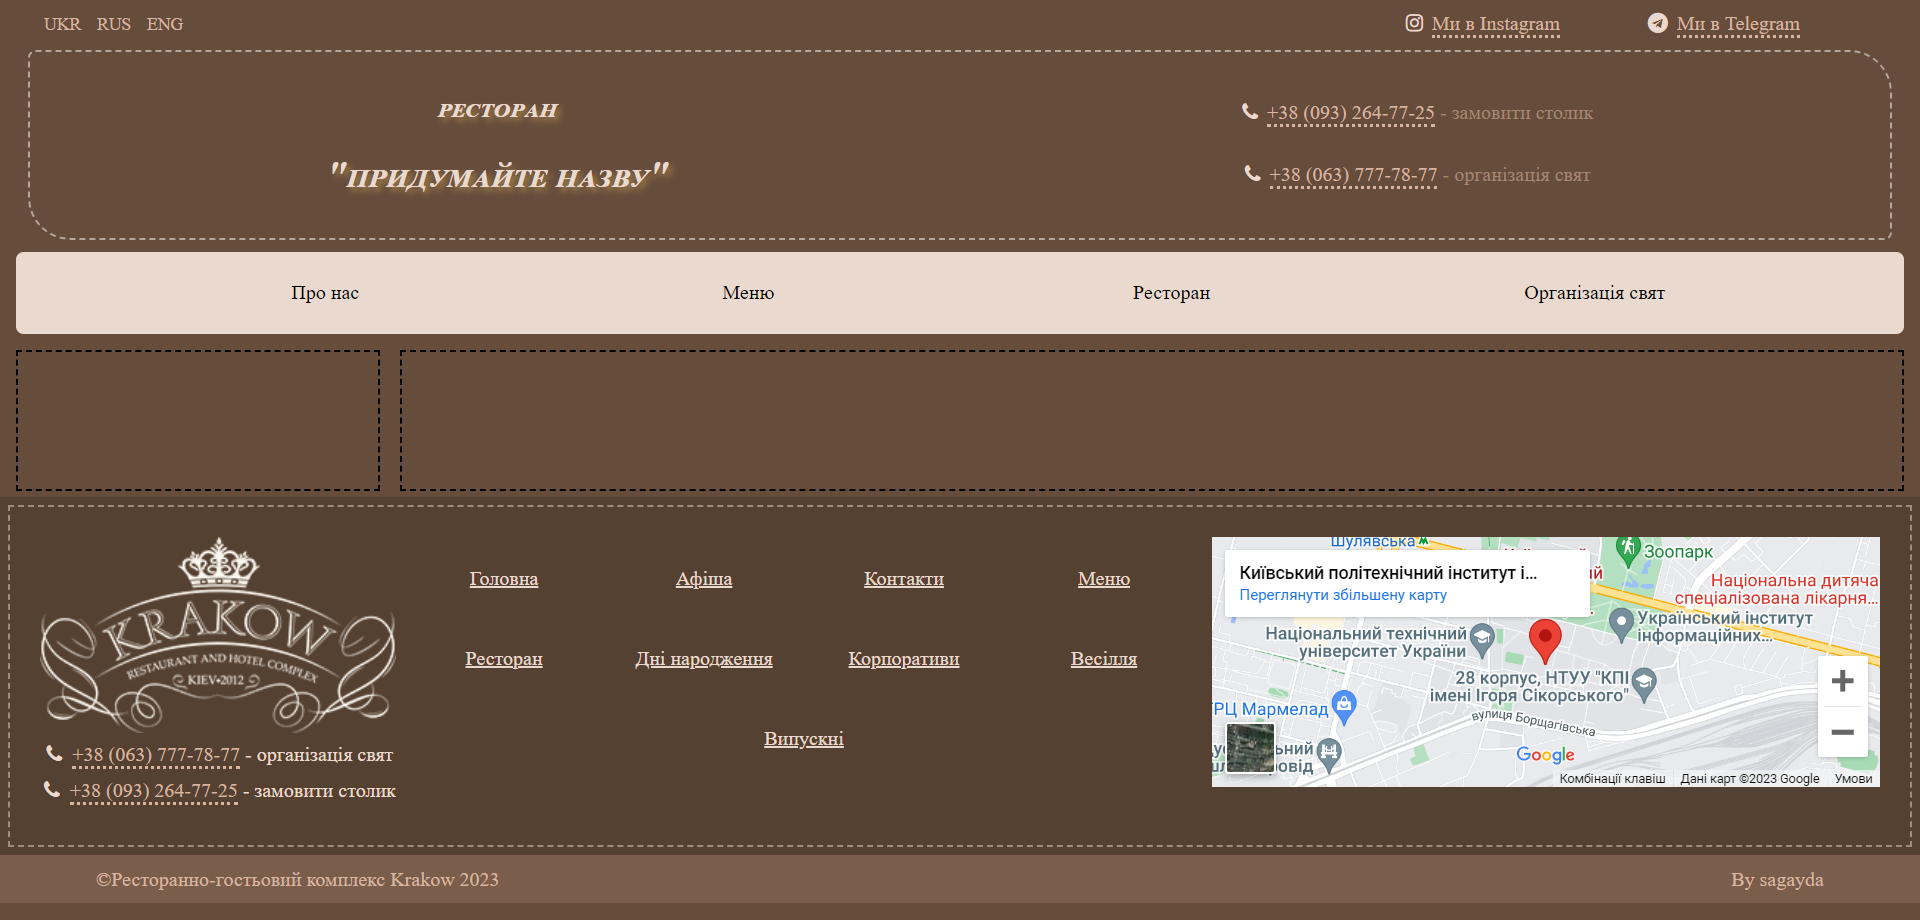 UKR RUS ENG
Ми в Instagram
Ми в Telegram
РЕСТОРАН
"ПРИДУМАЙТЕ НАЗВУ"
+38 (093) 264-77-25 - замовити столик
+38 (063) 777-78-77 - організація свят
Про нас
Меню
Ресторан
Організація свят
KRAKOW
RESTAURANT AND HOTEL COMPLEX
KIEV•2012
+38 (063) 777-78-77 - організація свят
+38 (093) 264-77-25 - замовити столик
Головна
Афіша
Контакти
Меню
Ресторан
Дні народження
Корпоративи
Весілля
Випускні
Шулявська
Зоопарк
Київський політехнічний інститут і...
Переглянути збільшену карту
Національна дитяча
спеціалізована лікарня...
Український інститут
інформаційних...
Національний технічний
університет України
28 корпус, НТУУ "КПІ
імені Ігоря Сікорського"
ТРЦ Мармелад
вулиця Борщагівська
Google
Комбінації клавіш
Дані карт ©2023 Google
Умови
©Ресторанно-гостьовий комплекс Krakow 2023
By sagayda